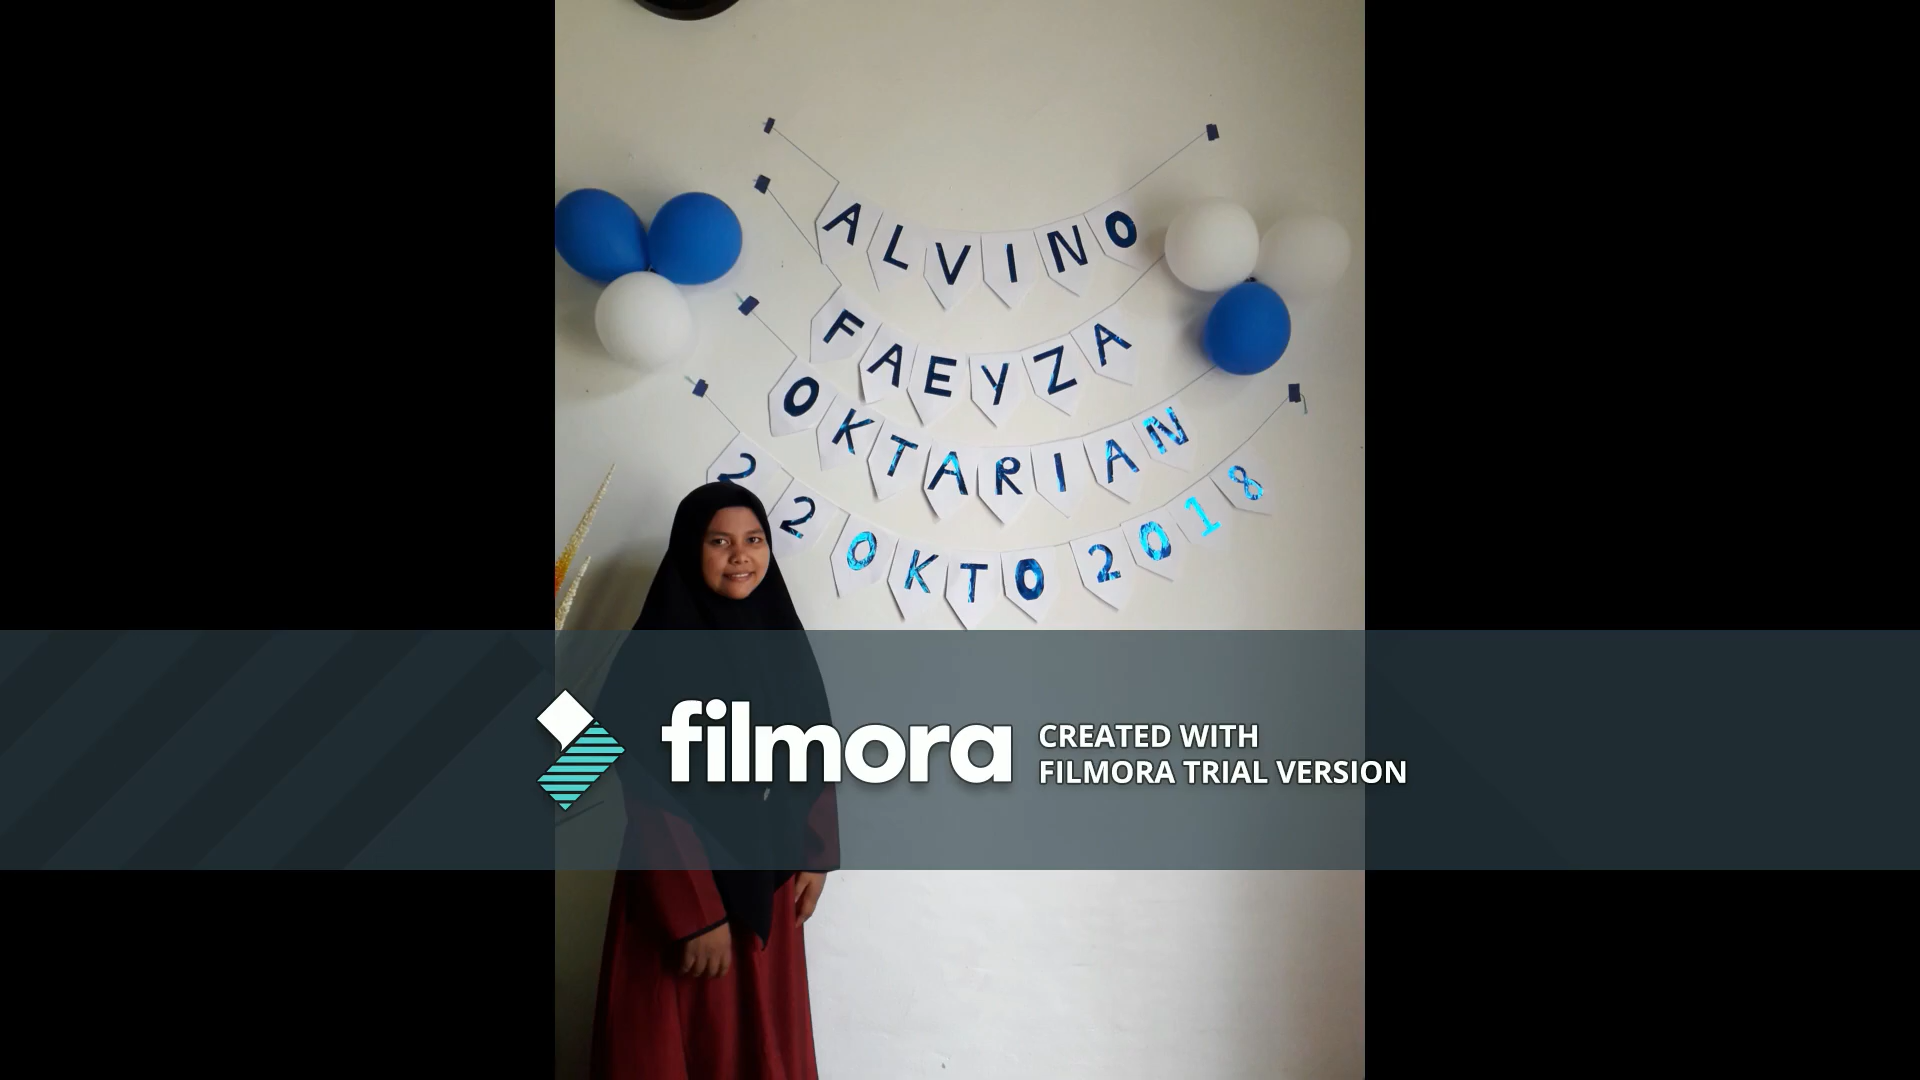 ALVINO
FAEYZA
OKTARIAN
22 OKTO 2018
filmora
CREATED WITH
FILMORA TRIAL VERSION